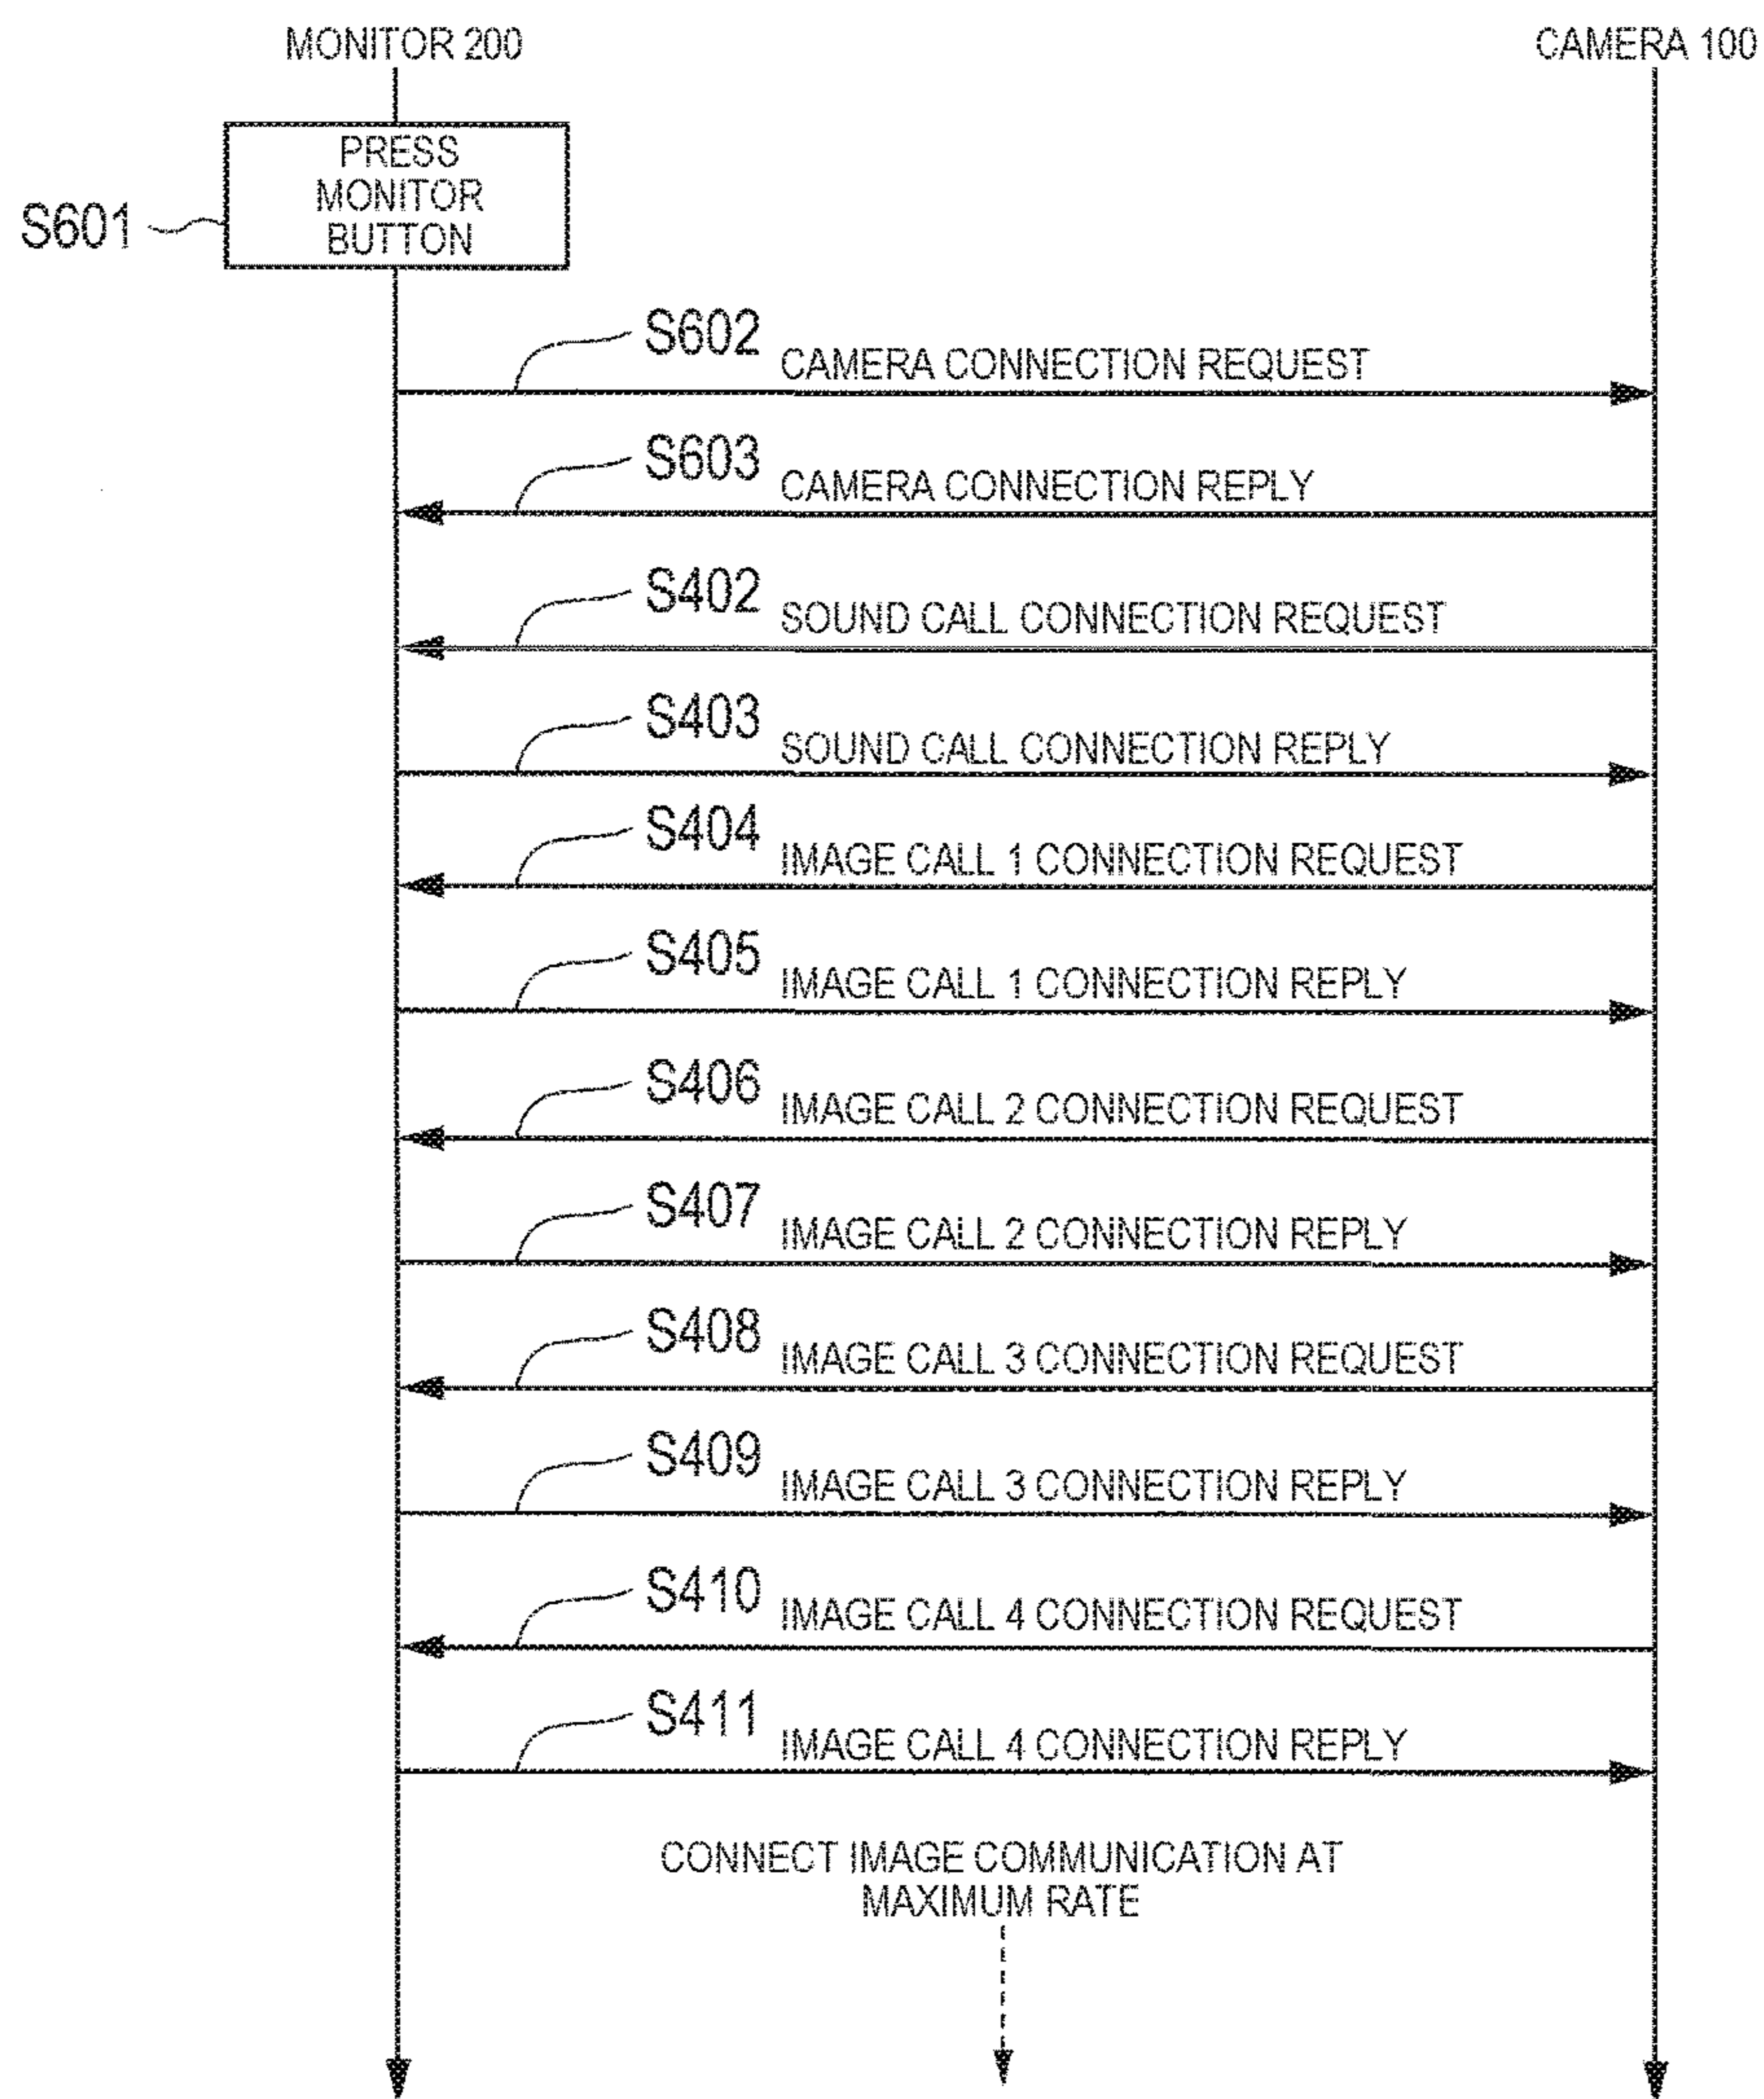 MONITOR 200
CAMERA 100
PRESS
MONITOR
BUTTON
S601
S602
CAMERA CONNECTION REQUEST
S603
CAMERA CONNECTION REPLY
S402
SOUND CALL CONNECTION REQUEST
S403
SOUND CALL CONNECTION REPLY
S404
IMAGE CALL 1 CONNECTION REQUEST
S405
IMAGE CALL 1 CONNECTION REPLY
S406
IMAGE CALL 2 CONNECTION REQUEST
S407
IMAGE CALL 2 CONNECTION REPLY
S408
IMAGE CALL 3 CONNECTION REQUEST
S409
IMAGE CALL 3 CONNECTION REPLY
S410
IMAGE CALL 4 CONNECTION REQUEST
S411
IMAGE CALL 4 CONNECTION REPLY
CONNECT IMAGE COMMUNICATION AT
MAXIMUM RATE